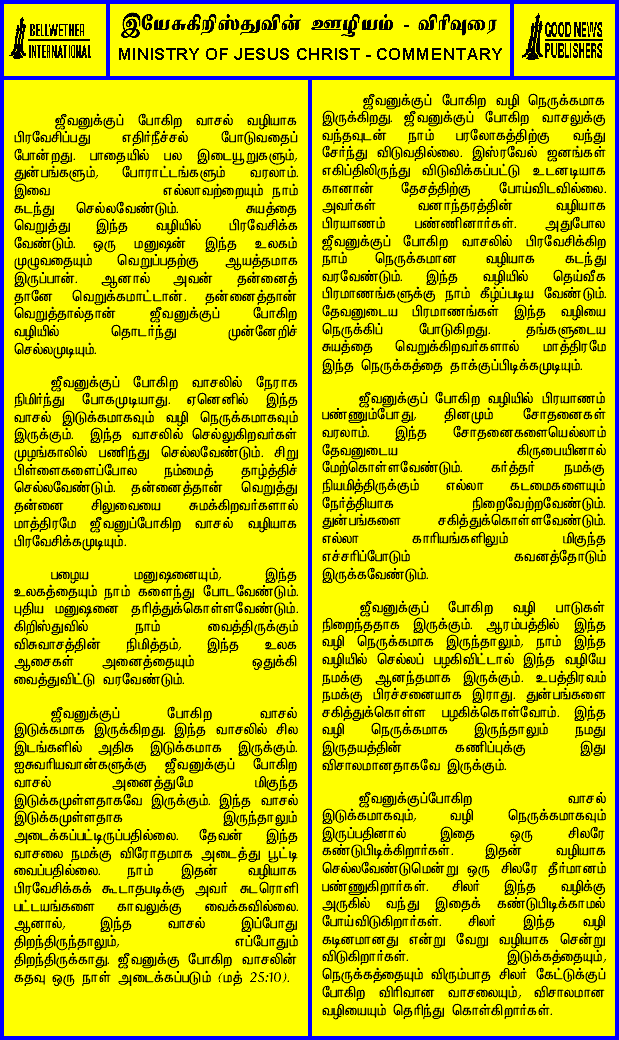 BELLWETHER
INTERNATIONAL
இயேசுகிறிஸ்துவின் ஊழியம் - விரிவுரை
MINISTRY OF JESUS CHRIST - COMMENTARY
GOOD NEWS
PUBLISHERS
ஜீவனுக்குப் போகிற வாசல் வழியாக
பிரவேசிப்பது எதிர்நீச்சல் போடுவதைப்
போன்றது. பாதையில் பல இடையூறுகளும்,
துன்பங்களும், போராட்டங்களும் வரலாம்.
இவை எல்லாவற்றையும் நாம்
கடந்து செல்லவேண்டும். சுயத்தை
வெறுத்து இந்த வழியில் பிரவேசிக்க
வேண்டும். ஒரு மனுஷன் இந்த உலகம்
முழுவதையும் வெறுப்பதற்கு ஆயத்தமாக
இருப்பான். ஆனால் அவன் தன்னைத்
தானே வெறுக்கமாட்டான். தன்னைத்தான்
வெறுத்தால்தான் ஜீவனுக்குப் போகிற
வழியில் தொடர்ந்து முன்னேறிச்
செல்லமுடியும்.
ஜீவனுக்குப் போகிற வாசலில் நேராக
நிமிர்ந்து போகமுடியாது. ஏனெனில் இந்த
வாசல் இடுக்கமாகவும் வழி நெருக்கமாகவும்
இருக்கும். இந்த வாசலில் செல்லுகிறவர்கள்
முழங்காலில் பணிந்து செல்லவேண்டும். சிறு
பிள்ளைகளைப்போல நம்மைத் தாழ்த்திச்
செல்லவேண்டும். தன்னைத்தான் வெறுத்து
தன்னை சிலுவையை சுமக்கிறவர்களால்
மாத்திரமே ஜீவனுப்போகிற வாசல் வழியாக
பிரவேசிக்கமுடியும்.
பழைய மனுஷனையும், இந்த
உலகத்தையும் நாம் களைந்து போடவேண்டும்.
புதிய மனுஷனை தரித்துக்கொள்ளவேண்டும்.
கிறிஸ்துவில் நாம் வைத்திருக்கும்
விசுவாசத்தின் நிமித்தம், இந்த உலக
ஆசைகள் அனைத்தையும் ஒதுக்கி
வைத்துவிட்டு வரவேண்டும்.
ஜீவனுக்குப் போகிற வாசல்
இடுக்கமாக இருக்கிறது. இந்த வாசலில் சில
இடங்களில் அதிக இடுக்கமாக இருக்கும்.
ஐசுவரியவான்களுக்கு ஜீவனுக்குப் போகிற
வாசல் அனைத்துமே மிகுந்த
இடுக்கமுள்ளதாகவே இருக்கும். இந்த வாசல்
இடுக்கமுள்ளதாக இருந்தாலும்
அடைக்கப்பட்டிருப்பதில்லை. தேவன் இந்த
வாசலை நமக்கு விரோதமாக அடைத்து பூட்டி
வைப்பதில்லை. நாம் இதன் வழியாக
பிரவேசிக்கக் கூடாதபடிக்கு அவர் சுடரொளி
பட்டயங்களை காவலுக்கு வைக்கவில்லை.
ஆனால், இந்த வாசல் இப்போது
திறந்திருந்தாலும், எப்போதும்
திறந்திருக்காது. ஜீவனுக்கு போகிற வாசலின்
கதவு ஒரு நாள் அடைக்கப்படும் (மத் 25:10).
ஜீவனுக்குப் போகிற வழி நெருக்கமாக
இருக்கிறது. ஜீவனுக்குப் போகிற வாசலுக்கு
வந்தவுடன் நாம் பரலோகத்திற்கு வந்து
சேர்ந்து விடுவதில்லை. இஸ்ரவேல் ஜனங்கள்
எகிப்திலிருந்து விடுவிக்கப்பட்டு உடனடியாக
கானான் தேசத்திற்கு போய்விடவில்லை.
அவர்கள் வனாந்தரத்தின் வழியாக
பிரயாணம் பண்ணினார்கள். அதுபோல
ஜீவனுக்குப் போகிற வாசலில் பிரவேசிக்கிற
நாம் நெருக்கமான வழியாக கடந்து
வரவேண்டும். இந்த வழியில் தெய்வீக
பிரமாணங்களுக்கு நாம் கீழ்ப்படிய வேண்டும்.
தேவனுடைய பிரமாணங்கள் இந்த வழியை
நெருக்கிப் போடுகிறது. தங்களுடைய
சுயத்தை வெறுக்கிறவர்களால் மாத்திரமே
இந்த நெருக்கத்தை தாக்குப்பிடிக்கமுடியும்.
ஜீவனுக்குப் போகிற வழியில் பிரயாணம்
பண்ணும்போது, தினமும் சோதனைகள்
வரலாம். இந்த சோதனைகளையெல்லாம்
தேவனுடைய கிருபையினால்
மேற்கொள்ளவேண்டும். கர்த்தர் நமக்கு
நியமித்திருக்கும் எல்லா கடமைகளையும்
நேர்த்தியாக நிறைவேற்றவேண்டும்.
துன்பங்களை சகித்துக்கொள்ளவேண்டும்.
எல்லா காரியங்களிலும் மிகுந்த
எச்சரிப்போடும் கவனத்தோடும்
இருக்கவேண்டும்.
ஜீவனுக்குப் போகிற வழி பாடுகள்
நிறைந்ததாக இருக்கும். ஆரம்பத்தில் இந்த
வழி நெருக்கமாக இருந்தாலும், நாம் இந்த
வழியில் செல்லப் பழகிவிட்டால் இந்த வழியே
நமக்கு ஆனந்தமாக இருக்கும். உபத்திரவம்
நமக்கு பிரச்சனையாக இராது. துன்பங்களை
சகித்துக்கொள்ள பழகிக்கொள்வோம். இந்த
வழி நெருக்கமாக இருந்தாலும் நமது
இருதயத்தின் கணிப்புக்கு இது
விசாலமானதாகவே இருக்கும்.
ஜீவனுக்குப்போகிற வாசல்
இடுக்கமாகவும், வழி நெருக்கமாகவும்
இருப்பதினால் இதை ஒரு சிலரே
கண்டுபிடிக்கிறார்கள். இதன் வழியாக
செல்லவேண்டுமென்று ஒரு சிலரே தீர்மானம்
பண்ணுகிறார்கள். சிலர் இந்த வழிக்கு
அருகில் வந்து இதைக் கண்டுபிடிக்காமல்
போய்விடுகிறார்கள். சிலர் இந்த வழி
கடினமானது என்று வேறு வழியாக சென்று
விடுகிறார்கள். இடுக்கத்தையும்,
நெருக்கத்தையும் விரும்பாத சிலர் கேட்டுக்குப்
போகிற விரிவான வாசலையும், விசாலமான
வழியையும் தெரிந்து கொள்கிறார்கள்.